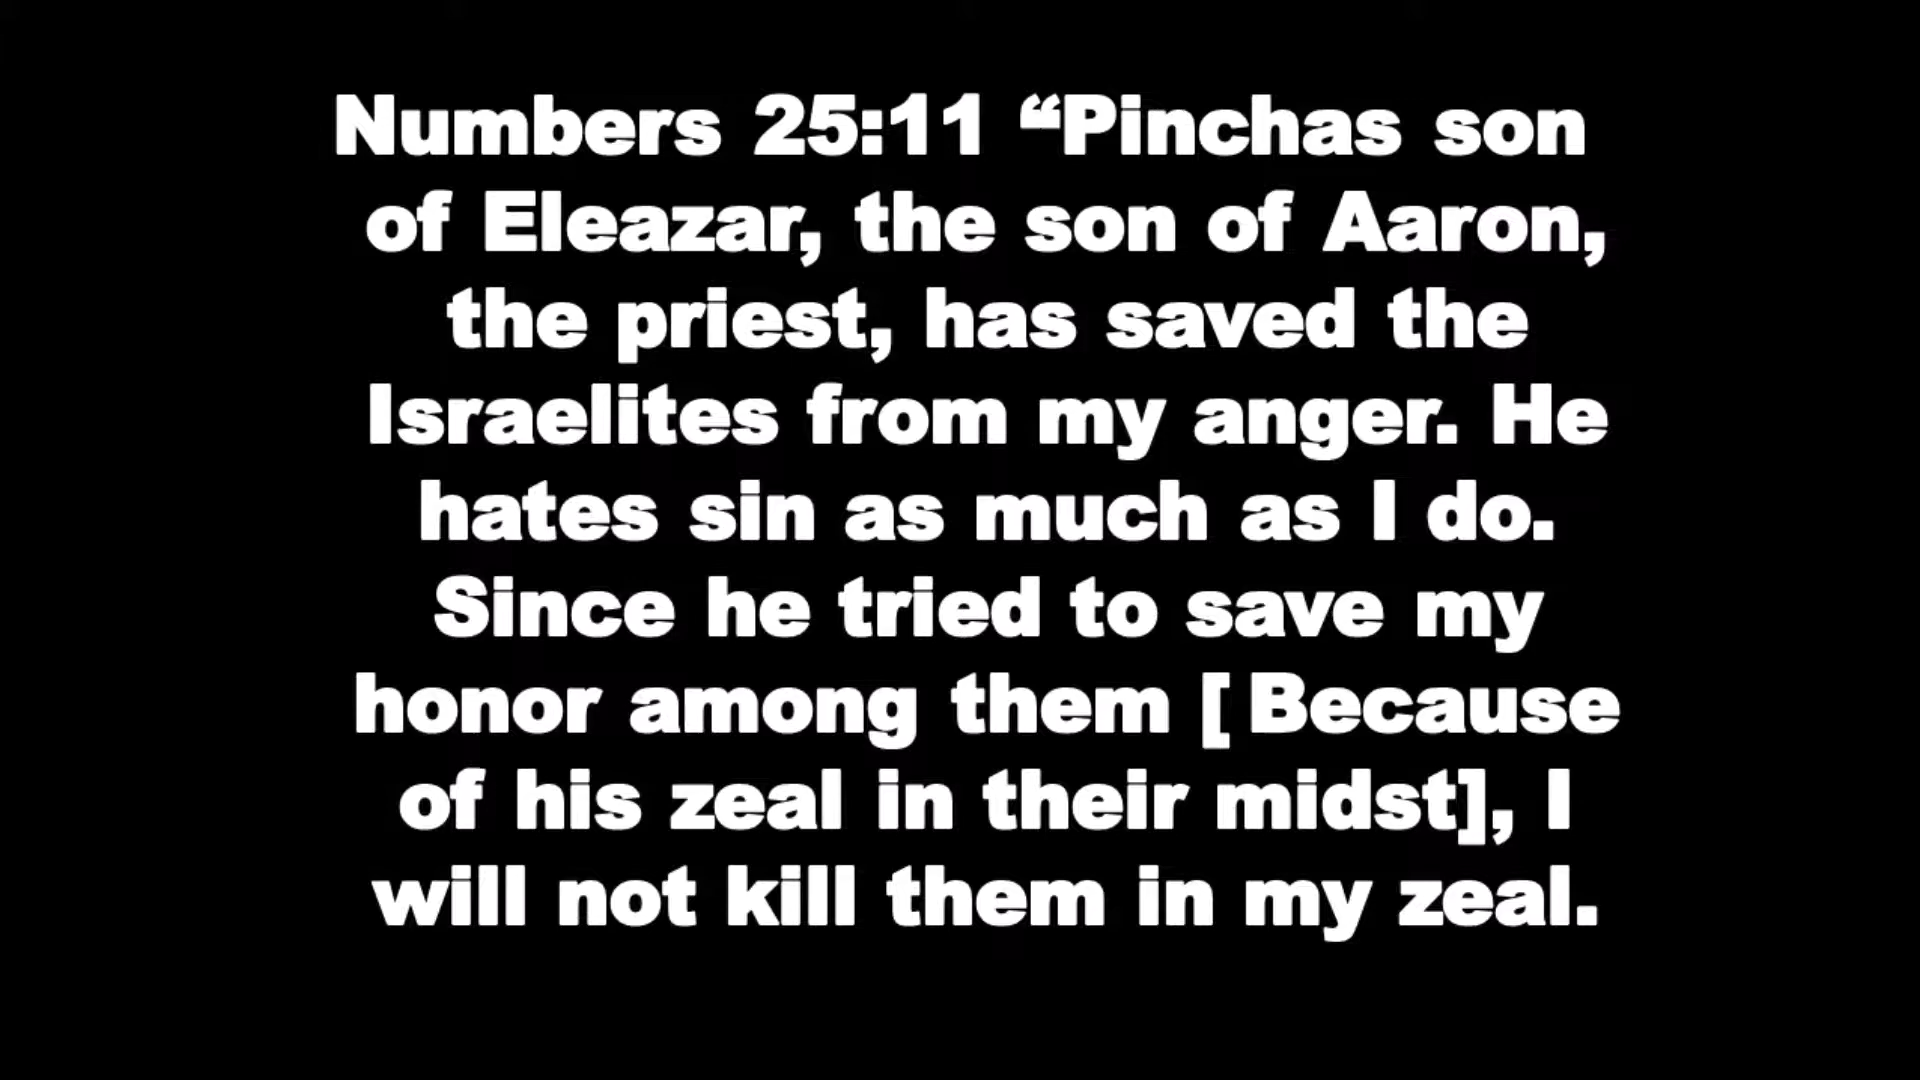 Numbers 25:11 “Pinchas son
of Eleazar, the son of Aaron,
the priest, has saved the
Israelites from my anger. He
hates sin as much as I do.
Since he tried to save my
honor among them [ Because
of his zeal in their midst], I
will not kill them in my zeal.